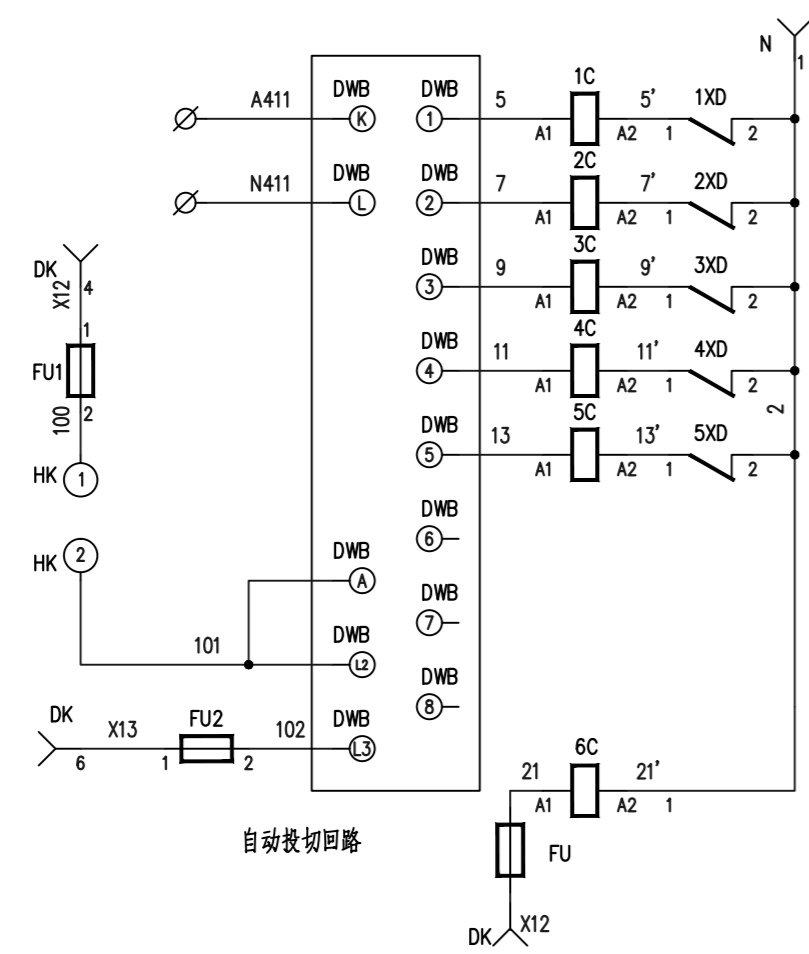 N
1
DWB DWB 1C
A411 K 1 5 5' 1XD
A1 A2 1 2
DWB DWB 2C
N411 L 2 7 7' 2XD
A1 A2 1 2
DWB 3C
3 9 9' 3XD
A1 A2 1 2
DK
X12 4
1
FU1
100 2
HK 1
DWB 4C
4 11 11' 4XD
A1 A2 1 2
2
DWB 5C
5 13 13' 5XD
A1 A2 1 2
DWB
6
HK 2
DWB
A
DWB
7
101
DWB
L2
DWB
8
DK X13 FU2 102 DWB
L3
6 1 2
6C
21 21'
A1 A2 1
FU
DK X12
自动投切回路